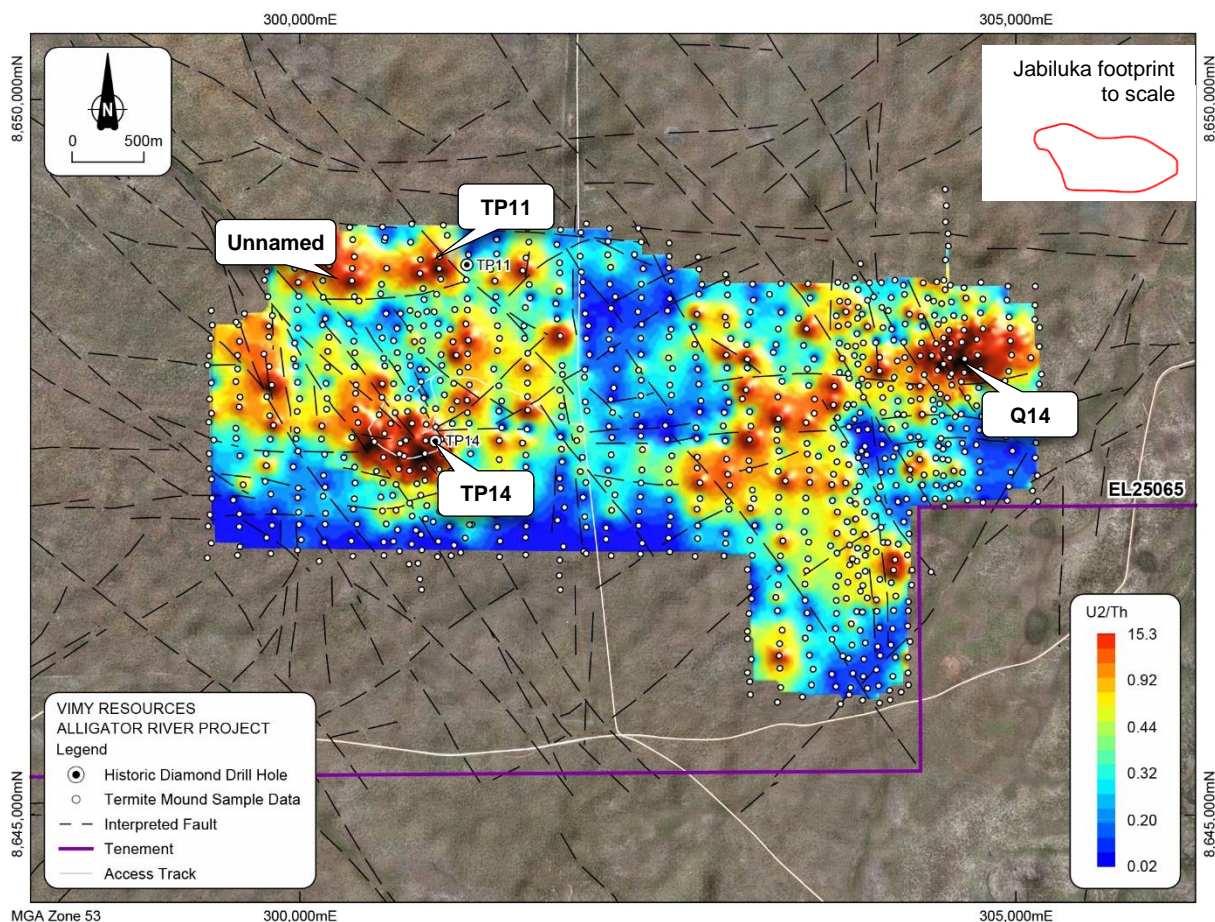 300,000mE
305,000mE
8,650,000mN
8,650,000mN
N
0 500m
Jabiluka footprint
to scale
TP11
Unnamed
TP11
Q14
TP14
TP14
EL25065
U2/Th
15.3
0.92
0.44
0.32
0.20
0.02
VIMY RESOURCES
ALLIGATOR RIVER PROJECT
Legend
Historic Diamond Drill Hole
Termite Mound Sample Data
Interpreted Fault
Tenement
Access Track
8,645,000mN
8,645,000mN
MGA Zone 53
300,000mE
305,000mE